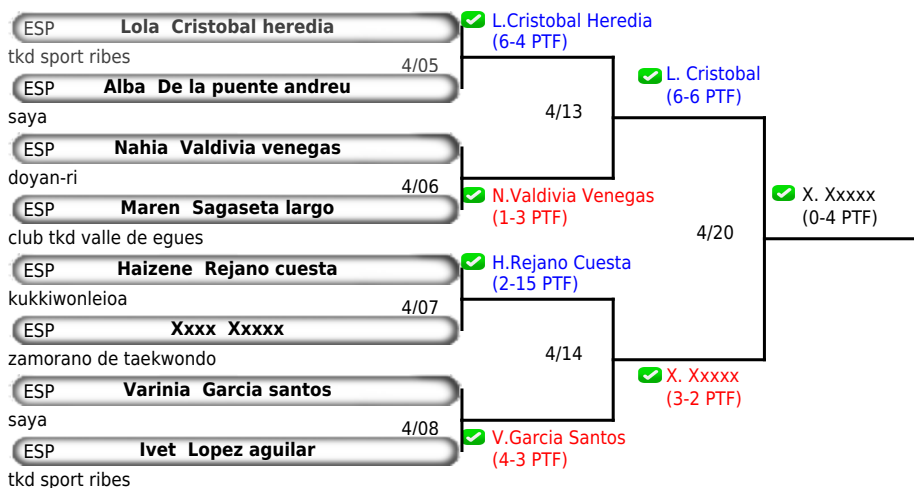 ESP Lola Cristobal heredia
tkd sport ribes
4/05
ESP Alba De la puente andreu
saya
ESP Nahia Valdivia venegas
doyan-ri
4/06
ESP Maren Sagaseta largo
club tkd valle de egues
ESP Haizene Rejano cuesta
kukkiwonleioa
4/07
ESP Xxxx Xxxxx
zamorano de taekwondo
ESP Varinia Garcia santos
saya
4/08
ESP Ivet Lopez aguilar
tkd sport ribes
L.Cristobal Heredia
(6-4 PTF)
4/13
N.Valdivia Venegas
(1-3 PTF)
H.Rejano Cuesta
(2-15 PTF)
4/14
V.Garcia Santos
(4-3 PTF)
L. Cristobal
(6-6 PTF)
4/20
X. Xxxxx
(3-2 PTF)
X. Xxxxx
(0-4 PTF)